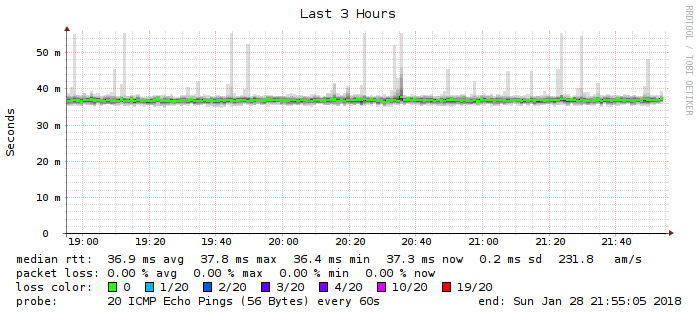 Last 3 Hours
RRDTOOL / TOBI OETIKER
Seconds
50 m
40 m
30 m
20 m
10 m
0
19:00 19:20 19:40 20:00 20:20 20:40 21:00 21:20 21:40
median rtt: 36.9 ms avg 37.8 ms max 36.4 ms min 37.3 ms now 0.2 ms sd 231.8 am/s
packet loss: 0.00 % avg 0.00 % max 0.00 % min 0.00 % now
loss color: 0 1/20 2/20 3/20 4/20 10/20 19/20
probe: 20 ICMP Echo Pings (56 Bytes) every 60s end: Sun Jan 28 21:55:05 2018